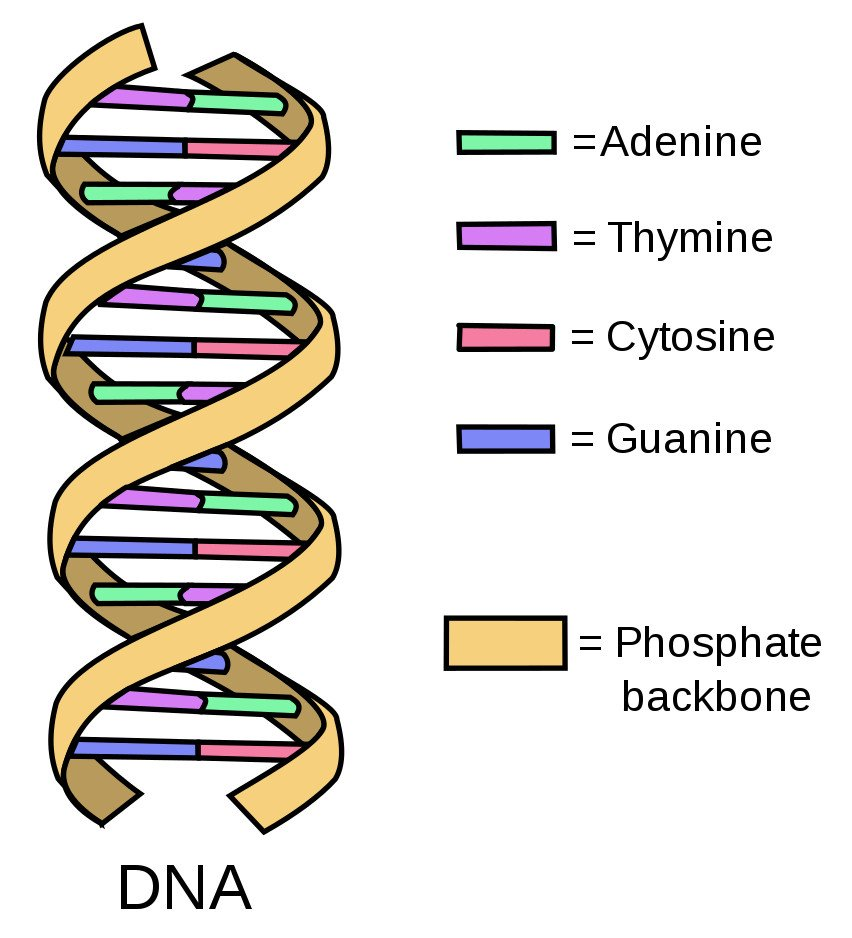 =Adenine
= Thymine
= Cytosine
= Guanine
= Phosphate
backbone
DNA